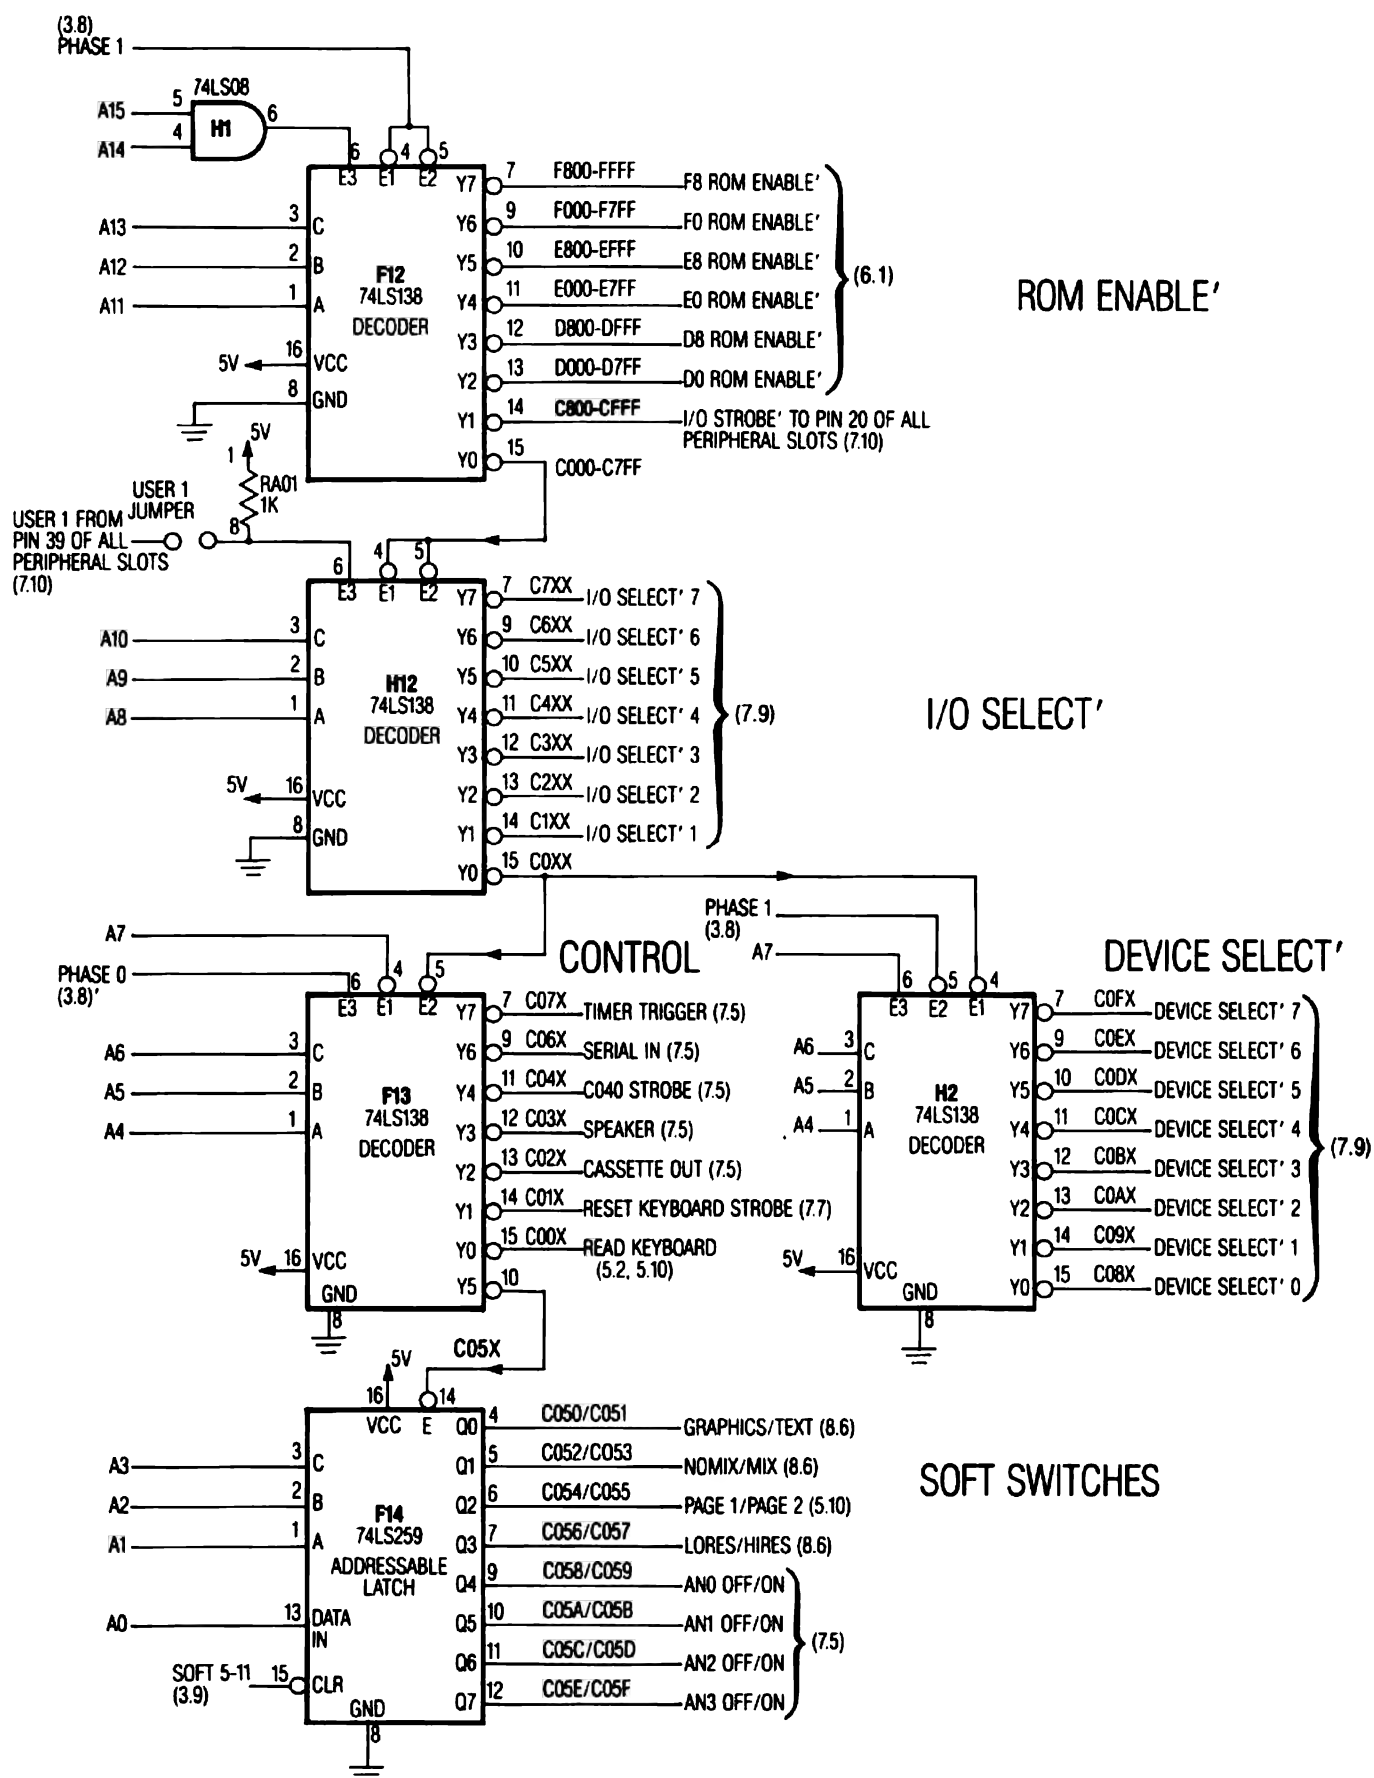 (3.8)
PHASE 1
74LS08
A15
5
A14
4
H1
6
6
4
5
E3
E1
E2
A13
3
C
A12
2
B
A11
1
A
F12
74LS138
DECODER
5V
16
VCC
8
GND
Y7
7
F800-FFFF
F8 ROM ENABLE'
Y6
9
F000-F7FF
F0 ROM ENABLE'
Y5
10
E800-EFFF
E8 ROM ENABLE'
Y4
11
E000-E7FF
E0 ROM ENABLE'
Y3
12
D800-DFFF
D8 ROM ENABLE'
Y2
13
D000-D7FF
D0 ROM ENABLE'
(6.1)
Y1
14
C800-CFFF
I/O STROBE' TO PIN 20 OF ALL
PERIPHERAL SLOTS (7.10)
Y0
15
C000-C7FF
ROM ENABLE'
5V
1
RA01
1K
8
USER 1
JUMPER
USER 1 FROM
PIN 39 OF ALL
PERIPHERAL SLOTS
(7.10)
6
4
5
E3
E1
E2
A10
3
C
A9
2
B
A8
1
A
H12
74LS138
DECODER
5V
16
VCC
8
GND
Y7
7
C7XX
I/O SELECT' 7
Y6
9
C6XX
I/O SELECT' 6
Y5
10
C5XX
I/O SELECT' 5
Y4
11
C4XX
I/O SELECT' 4
Y3
12
C3XX
I/O SELECT' 3
Y2
13
C2XX
I/O SELECT' 2
Y1
14
C1XX
I/O SELECT' 1
(7.9)
Y0
15
C0XX
I/O SELECT'
A7
PHASE 0
(3.8)'
6
4
5
E3
E1
E2
CONTROL
A6
3
C
A5
2
B
A4
1
A
F13
74LS138
DECODER
5V
16
VCC
GND
8
Y7
7
C07X
TIMER TRIGGER (7.5)
Y6
9
C06X
SERIAL IN (7.5)
Y4
11
C04X
C040 STROBE (7.5)
Y3
12
C03X
SPEAKER (7.5)
Y2
13
C02X
CASSETTE OUT (7.5)
Y1
14
C01X
RESET KEYBOARD STROBE (7.7)
Y0
15
C00X
READ KEYBOARD
(5.2, 5.10)
Y5
10
C05X
PHASE 1
(3.8)
A7
6
5
4
E3
E2
E1
DEVICE SELECT'
A6
3
C
A5
2
B
A4
1
A
H2
74LS138
DECODER
5V
16
VCC
GND
8
Y7
7
C0FX
DEVICE SELECT' 7
Y6
9
C0EX
DEVICE SELECT' 6
Y5
10
C0DX
DEVICE SELECT' 5
Y4
11
C0CX
DEVICE SELECT' 4
Y3
12
C0BX
DEVICE SELECT' 3
Y2
13
C0AX
DEVICE SELECT' 2
Y1
14
C09X
DEVICE SELECT' 1
Y0
15
C08X
DEVICE SELECT' 0
(7.9)
5V
16
14
VCC
E
A3
3
C
A2
2
B
A1
1
A
F14
74LS259
ADDRESSABLE
LATCH
A0
13
DATA
IN
SOFT 5-11
(3.9)
15
CLR
GND
8
Q0
4
C050/C051
GRAPHICS/TEXT (8.6)
Q1
5
C052/C053
NOMIX/MIX (8.6)
Q2
6
C054/C055
PAGE 1/PAGE 2 (5.10)
Q3
7
C056/C057
LORES/HIRES (8.6)
Q4
9
C058/C059
AN0 OFF/ON
Q5
10
C05A/C05B
AN1 OFF/ON
Q6
11
C05C/C05D
AN2 OFF/ON
Q7
12
C05E/C05F
AN3 OFF/ON
(7.5)
SOFT SWITCHES